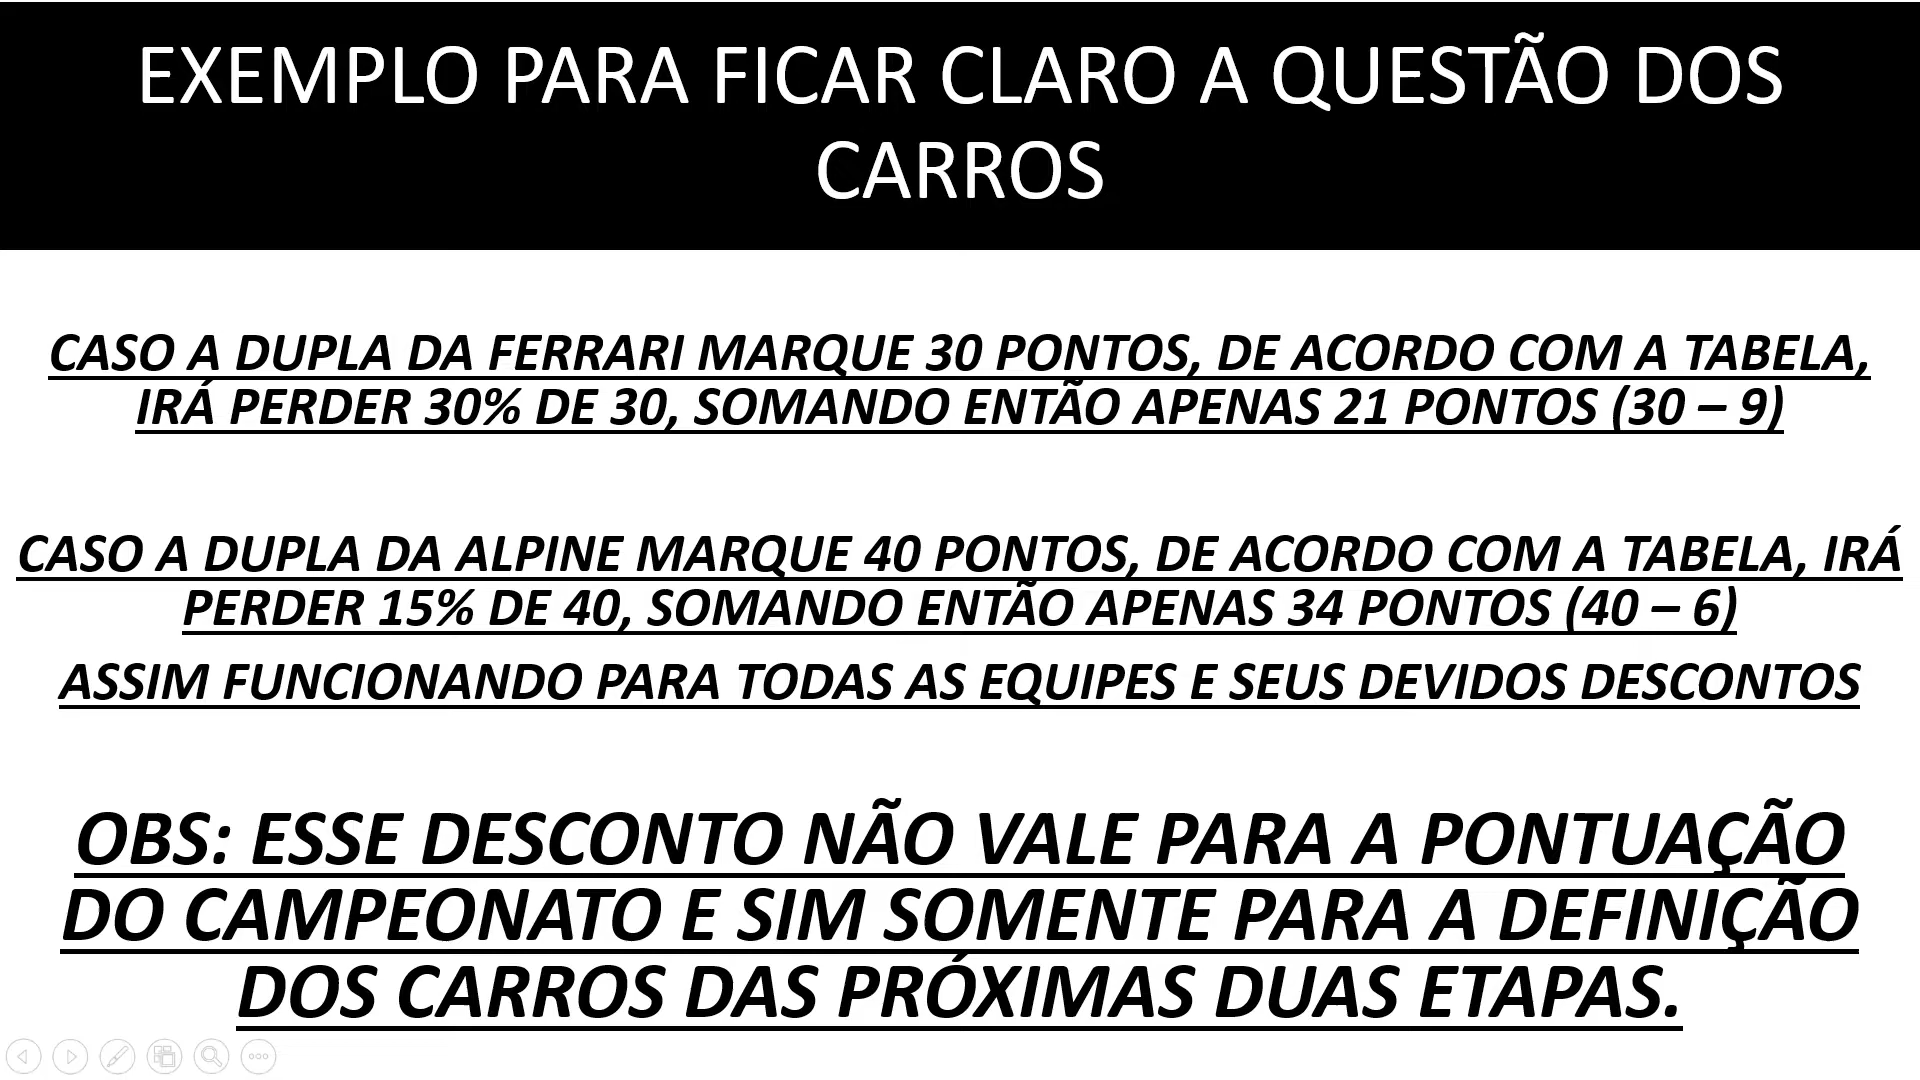 EXEMPLO PARA FICAR CLARO A QUESTÃO DOS
CARROS
CASO A DUPLA DA FERRARI MARQUE 30 PONTOS, DE ACORDO COM A TABELA,
IRÁ PERDER 30% DE 30, SOMANDO ENTÃO APENAS 21 PONTOS (30 – 9)
CASO A DUPLA DA ALPINE MARQUE 40 PONTOS, DE ACORDO COM A TABELA, IRÁ
PERDER 15% DE 40, SOMANDO ENTÃO APENAS 34 PONTOS (40 – 6)
ASSIM FUNCIONANDO PARA TODAS AS EQUIPES E SEUS DEVIDOS DESCONTOS
OBS: ESSE DESCONTO NÃO VALE PARA A PONTUAÇÃO
DO CAMPEONATO E SIM SOMENTE PARA A DEFINIÇÃO
DOS CARROS DAS PRÓXIMAS DUAS ETAPAS.